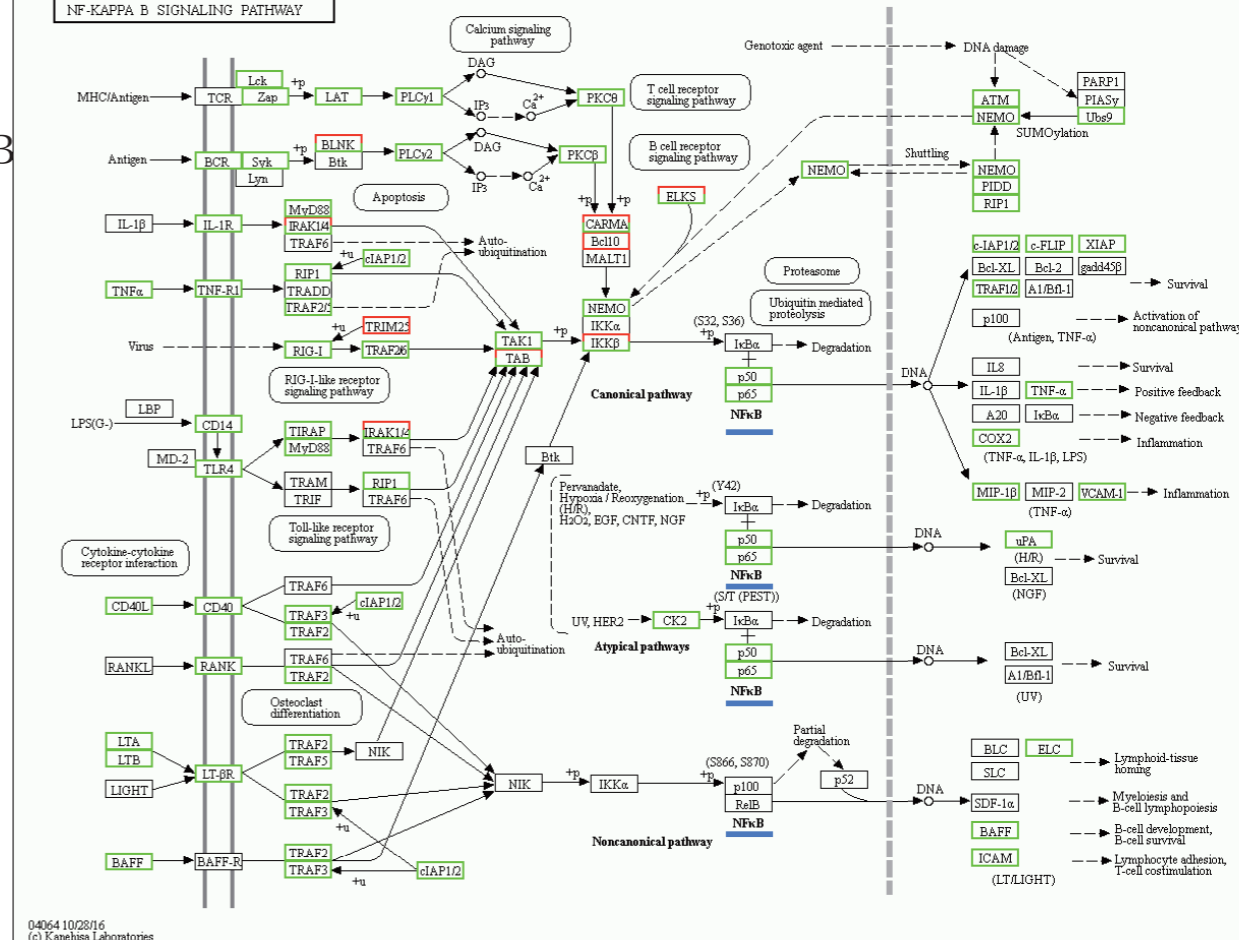 NF-KAPPA B SIGNALING PATHWAY
Calcium signaling
pathway
Genotoxic agent
DNA damage
DAG
MHC/Antigen
TCR
Lck
Zap
+p
LAT
PLCγ1
IP3
Ca2+
PKCθ
T cell receptor
signaling pathway
ATM
NEMO
PARP1
PIASy
Ubs9
SUMOylation
B
Antigen
BCR
Syk
Lyn
+p
BLNK
Btk
PLCγ2
DAG
IP3
Ca2+
PKCβ
B cell receptor
signaling pathway
Shuttling
NEMO
NEMO
PIDD
RIP1
Apoptosis
ELKS
+p
+p
IL-1β
IL-1R
MyD88
IRAK1/4
TRAF6
Auto-
ubiquitination
CARMA
Bcl10
MALT1
c-IAP1/2
c-FLIP
XIAP
Bcl-XL
Bcl-2
gadd45β
TRAF1/2
A1/Bfl-1
Survival
+u
cIAP1/2
TNFα
TNF-R1
RIP1
TRADD
TRAF2/5
Proteasome
Ubiquitin mediated
proteolysis
p100
Activation of
noncanonical pathway
(Antigen, TNF-α)
NEMO
IKKα
IKKβ
+u
TRIM25
Virus
RIG-I
TRAF2/6
TAK1
TAB
+p
(S32, S36)
+p
IκBα
Degradation
p50
p65
NFκB
Canonical pathway
RIG-I-like receptor
signaling pathway
DNA
IL8
Survival
IL-1β
TNF-α
Positive feedback
A20
IκBα
Negative feedback
COX2
Inflammation
(TNF-α, IL-1β, LPS)
LBP
LPS(G-)
CD14
MD-2
TLR4
TIRAP
MyD88
IRAK1/4
TRAF6
TRAM
TRIF
RIP1
TRAF6
Btk
MIP-1β
MIP-2
VCAM-1
Inflammation
(TNF-α)
Pervanadate,
Hypoxia / Reoxygenation
(H/R),
H2O2, EGF, CNTF, NGF
+p
(Y42)
IκBα
Degradation
p50
p65
NFκB
DNA
uPA
(H/R)
Bcl-XL
(NGF)
Survival
Toll-like receptor
signaling pathway
Cytokine-cytokine
receptor interaction
CD40L
CD40
TRAF6
TRAF3
TRAF2
+u
cIAP1/2
(S/T (PEST))
UV, HER2
CK2
+p
IκBα
Degradation
Atypical pathways
p50
p65
NFκB
DNA
Bcl-XL
A1/Bfl-1
(UV)
Survival
Auto-
ubiquitination
RANKL
RANK
TRAF6
TRAF2
Osteoclast
differentiation
LTA
LTB
LIGHT
LT-βR
TRAF2
TRAF5
NIK
TRAF2
TRAF3
+u
NIK
+p
IKKα
+p
(S866, S870)
p100
RelB
NFκB
Partial
degradation
p52
DNA
Noncanonical pathway
BLC
ELC
SLC
Lymphoid-tissue
homing
SDF-1α
Myeloiesis and
B-cell lymphopoiesis
BAFF
B-cell development,
B-cell survival
ICAM
Lymphocyte adhesion,
T-cell costimulation
(LT/LIGHT)
BAFF
BAFF-R
TRAF2
TRAF3
+u
cIAP1/2
04064 10/28/16
(c) Kanehisa Laboratories